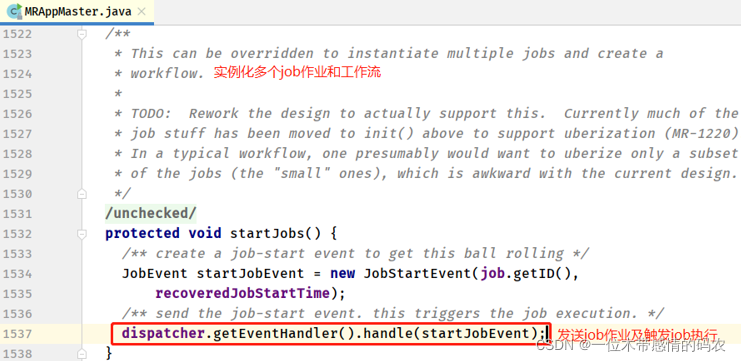 MRAppMaster.java
1522 /**
1523 * This can be overridden to instantiate multiple jobs and create a
1524 * workflow. 实例化多个job作业和工作流
1525 *
1526 * TODO:  Rework the design to actually support this.  Currently much of the
1527 * job stuff has been moved to init() above to support uberization (MR-1220)
1528 * In a typical workflow, one presumably would want to uberize only a subset
1529 * of the jobs (the "small" ones), which is awkward with the current design.
1530 */
1531 /unchecked/
1532 protected void startJobs() {
1533 /** create a job-start event to get this ball rolling */
1534 JobEvent startJobEvent = new JobStartEvent(job.getID(),
1535 recoveredJobStartTime);
1536 /** send the job-start event. this triggers the job execution. */
1537 dispatcher.getEventHandler().handle(startJobEvent); 发送job作业及触发job执行
1538 }
CSDN @一位木带感情的码农